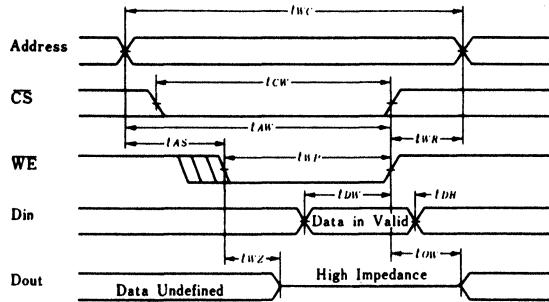 tWC
Address
tCW
CS
tAW
tAS
tWR
WE
tWP
tDW
tDH
Din
Data in Valid
tWZ
tOW
High Impedance
Dout
Data Undefined